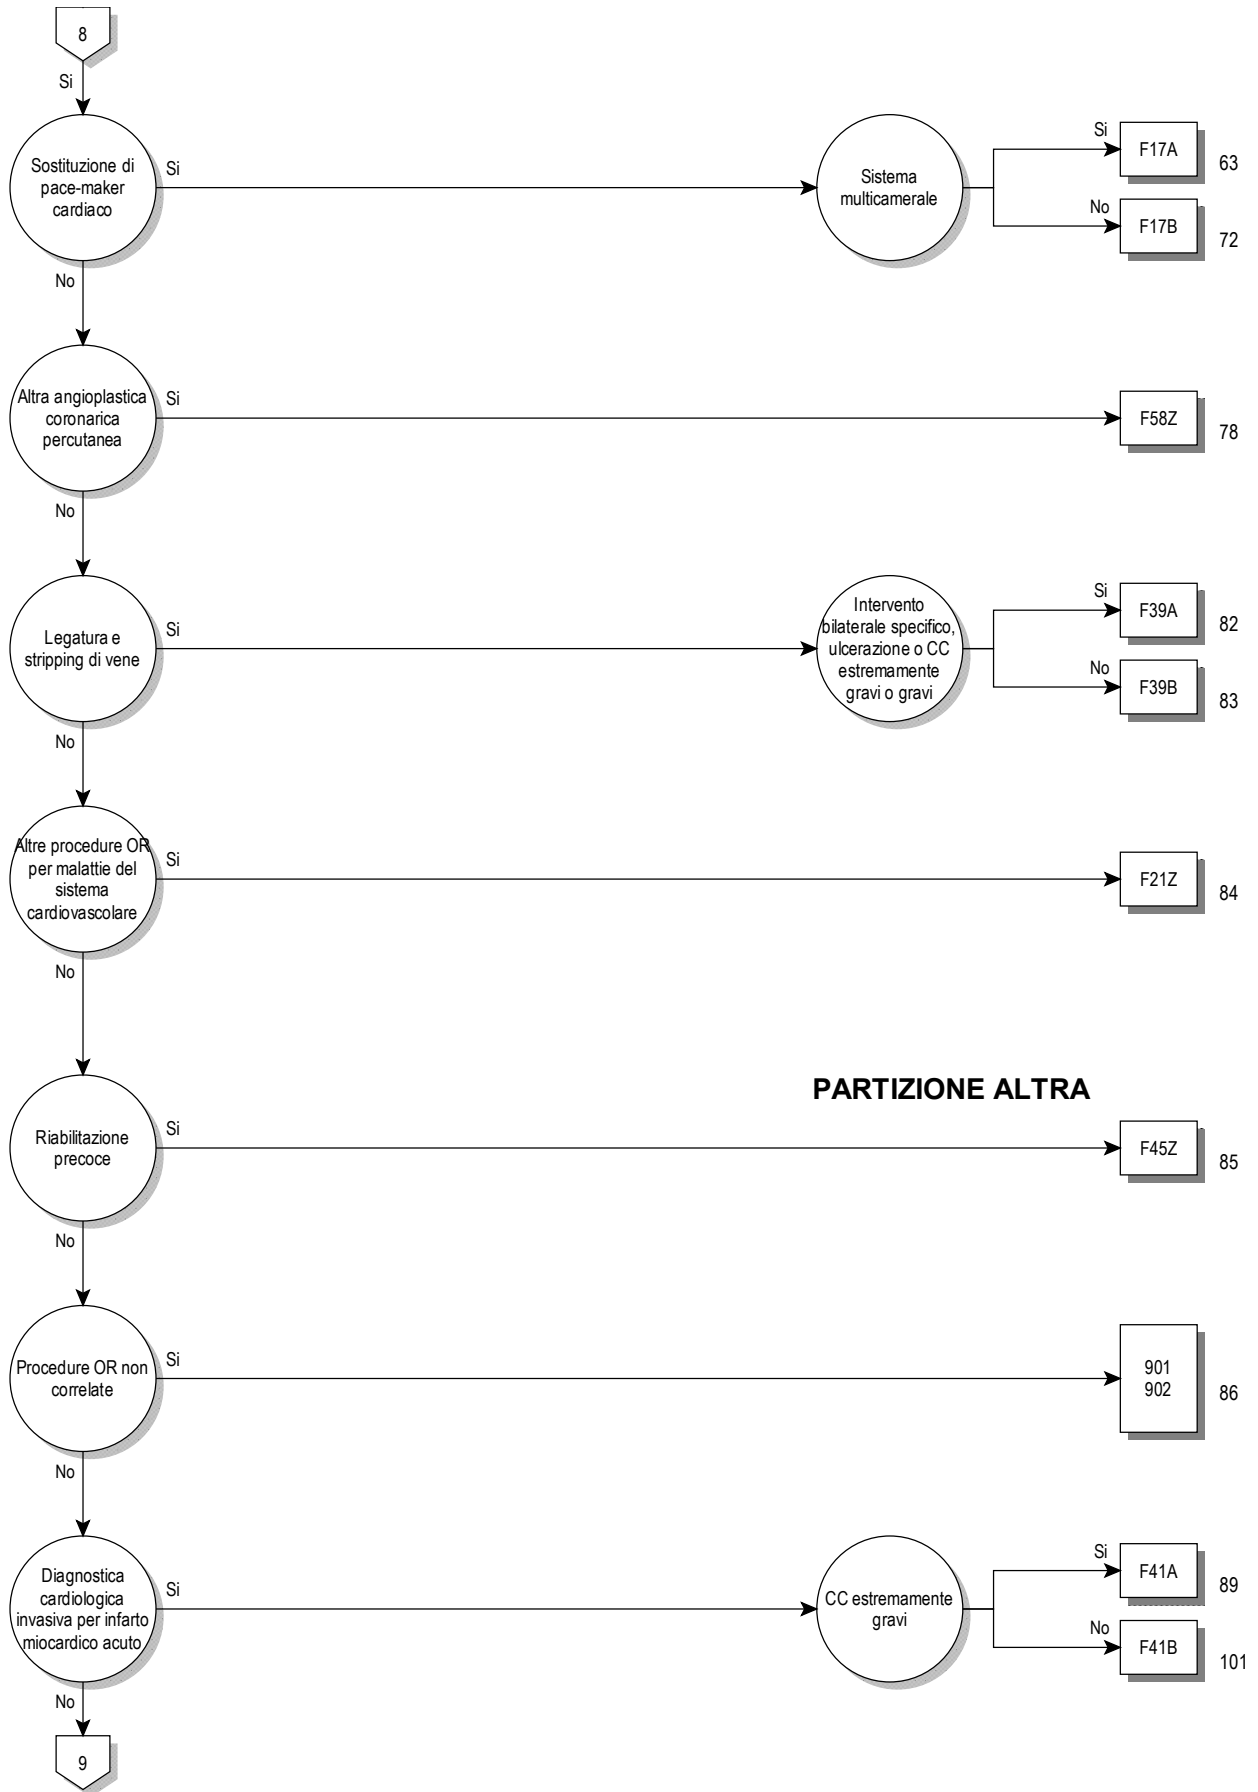 8
Si
Sostituzione di
pace-maker
cardiaco
Si
Sistema
multicamerale
Si
F17A
63
No
F17B
72
No
Altra angioplastica
coronarica
percutanea
Si
F58Z
78
No
Legatura e
stripping di vene
Si
Intervento
bilaterale specifico,
ulcerazione o CC
estremamente
gravi o gravi
Si
F39A
82
No
F39B
83
No
Altre procedure OR
per malattie del
sistema
cardiovascolare
Si
F21Z
84
No
PARTIZIONE ALTRA
Riabilitazione
precoce
Si
F45Z
85
No
Procedure OR non
correlate
Si
901
902
86
No
Diagnostica
cardiologica
invasiva per infarto
miocardico acuto
Si
CC estremamente
gravi
Si
F41A
89
No
F41B
101
No
9